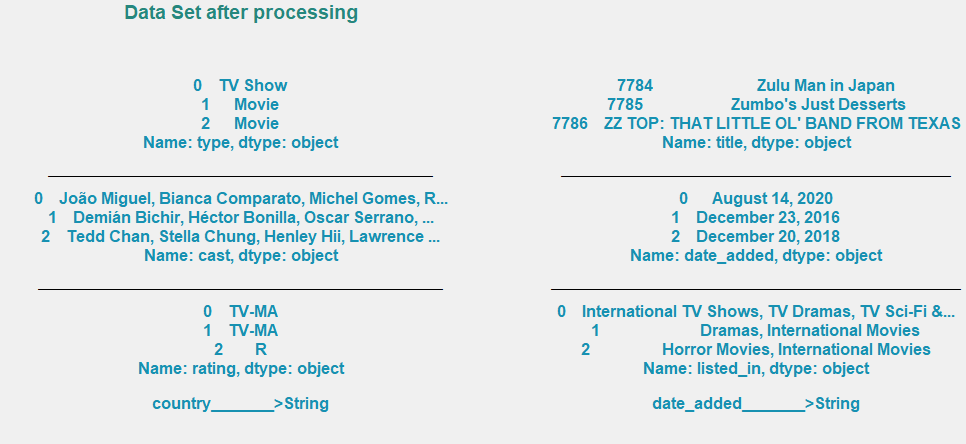 Data Set after processing
0 TV Show
1 Movie
2 Movie
Name: type, dtype: object
7784 Zulu Man in Japan
7785 Zumbo's Just Desserts
7786 ZZ TOP: THAT LITTLE OL' BAND FROM TEXAS
Name: title, dtype: object
0 João Miguel, Bianca Comparato, Michel Gomes, R...
1 Demián Bichir, Héctor Bonilla, Oscar Serrano, ...
2 Tedd Chan, Stella Chung, Henley Hii, Lawrence ...
Name: cast, dtype: object
0 August 14, 2020
1 December 23, 2016
2 December 20, 2018
Name: date_added, dtype: object
0 TV-MA
1 TV-MA
2 R
Name: rating, dtype: object
0 International TV Shows, TV Dramas, TV Sci-Fi &...
1 Dramas, International Movies
2 Horror Movies, International Movies
Name: listed_in, dtype: object
country_______>String
date_added_______>String